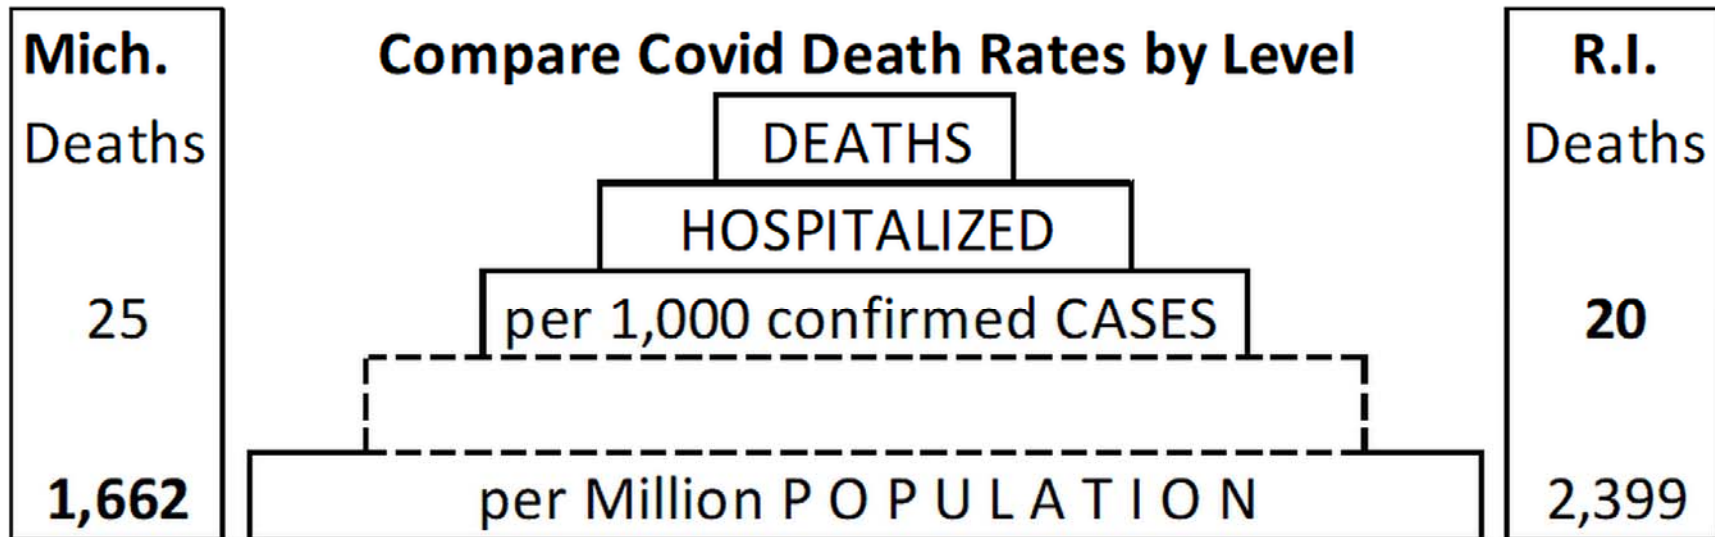 Mich. Compare Covid Death Rates by Level R.I.
Deaths DEATHS Deaths
HOSPITALIZED
25 per 1,000 confirmed CASES 20
1,662 per Million P O P U L A T I O N 2,399